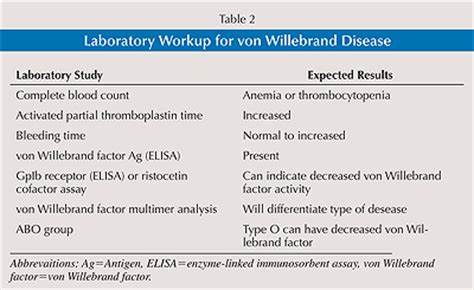 Table 2
Laboratory Workup for von Willebrand Disease
Laboratory Study Expected Results
Complete blood count Anemia or thrombocytopenia
Activated partial thromboplastin time Increased
Bleeding time Normal to increased
von Willebrand factor Ag (ELISA) Present
GpIb receptor (ELISA) or ristocetin Can indicate decreased von Willebrand
cofactor assay factor activity
von Willebrand factor multimer analysis Will differentiate type of desease
ABO group Type O can have decreased von Wil-
lebrand factor
Abbrevaitions: Ag=Antigen, ELISA=enzyme-linked immunosorbent assay, von Willebrand
factor=von Willebrand factor.